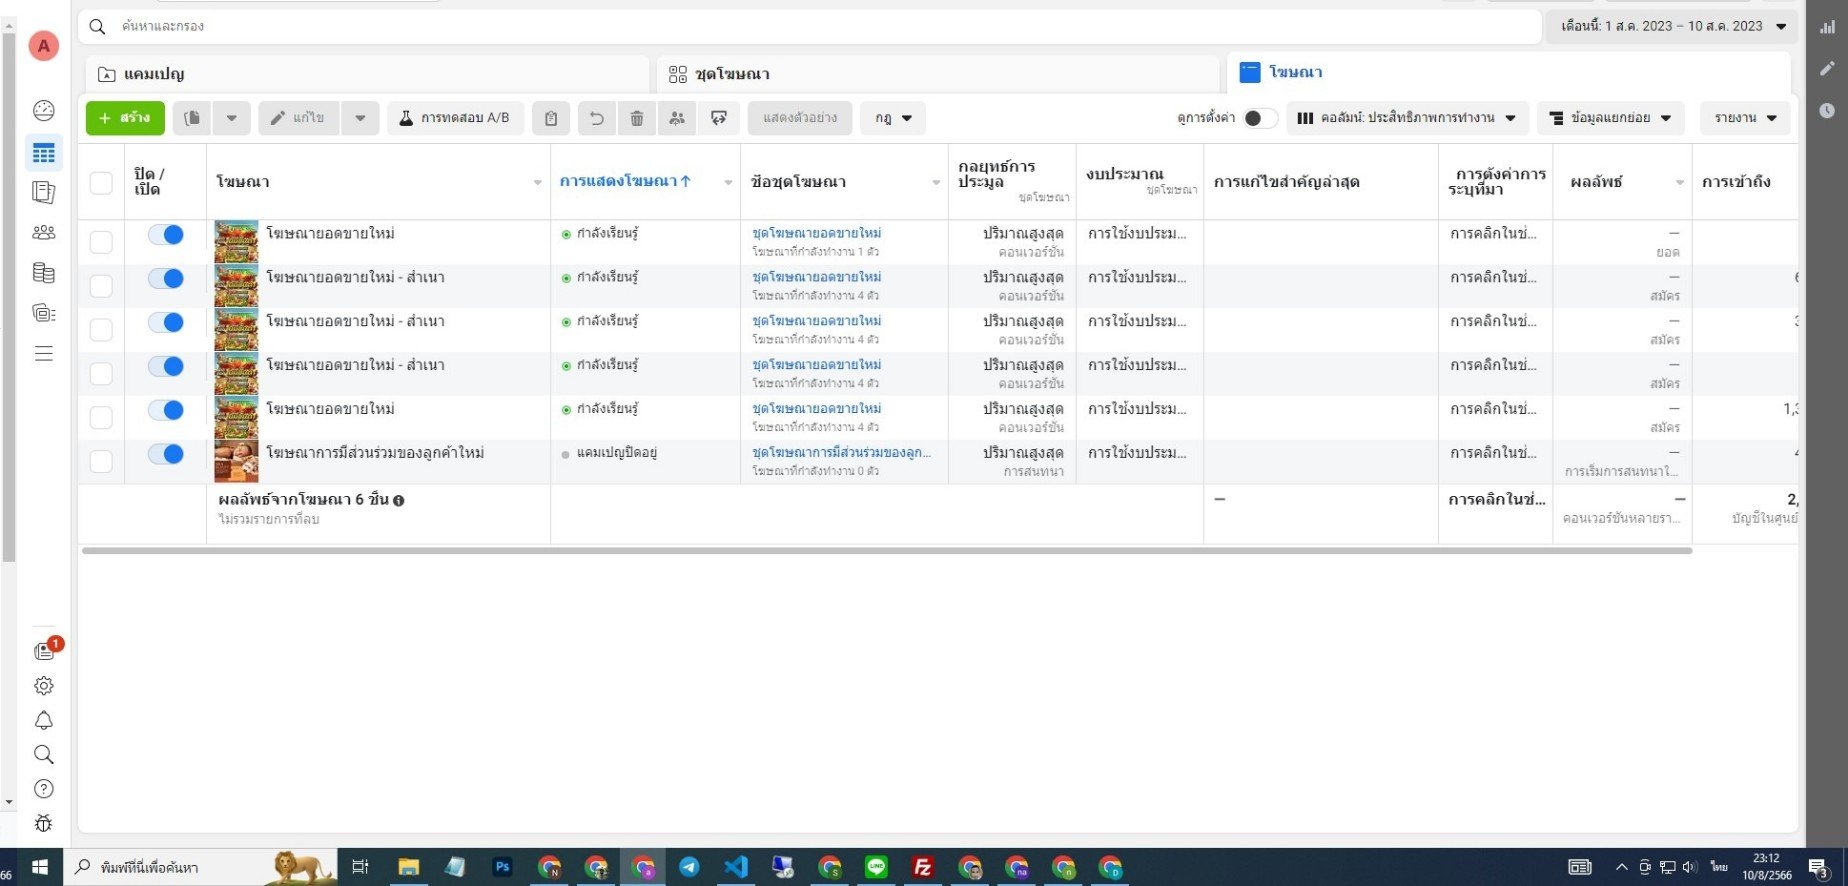 ค้นหาและกรอง
เดือนนี้: 1 ส.ค. 2023 – 10 ส.ค. 2023
A
แคมเปญ
ชุดโฆษณา
โฆษณา
+ สร้าง
แก้ไข
การทดสอบ A/B
แสดงตัวอย่าง
กฎ
ดูการตั้งค่า
คอลัมน์: ประสิทธิภาพการทำงาน
ข้อมูลแยกย่อย
รายงาน
ปิด / เปิด
โฆษณา
การแสดงโฆษณา ↑
ชื่อชุดโฆษณา
กลยุทธ์การประมูล
ชุดโฆษณา
งบประมาณ
ชุดโฆษณา
การแก้ไขสำคัญล่าสุด
การตั้งค่าการระบุที่มา
ผลลัพธ์
การเข้าถึง
โฆษณายอดขายใหม่ กำลังเรียนรู้ ชุดโฆษณายอดขายใหม่ ปริมาณสูงสุด การใช้งบประม... การคลิกในช่... —
โฆษณาที่กำลังทำงาน 1 ตัว คอนเวอร์ชัน ยอด
โฆษณายอดขายใหม่ - สำเนา กำลังเรียนรู้ ชุดโฆษณายอดขายใหม่ ปริมาณสูงสุด การใช้งบประม... การคลิกในช่... —
โฆษณาที่กำลังทำงาน 4 ตัว คอนเวอร์ชัน สมัคร
โฆษณายอดขายใหม่ - สำเนา กำลังเรียนรู้ ชุดโฆษณายอดขายใหม่ ปริมาณสูงสุด การใช้งบประม... การคลิกในช่... —
โฆษณาที่กำลังทำงาน 4 ตัว คอนเวอร์ชัน สมัคร
โฆษณายอดขายใหม่ - สำเนา กำลังเรียนรู้ ชุดโฆษณายอดขายใหม่ ปริมาณสูงสุด การใช้งบประม... การคลิกในช่... —
โฆษณาที่กำลังทำงาน 4 ตัว คอนเวอร์ชัน สมัคร
โฆษณายอดขายใหม่ กำลังเรียนรู้ ชุดโฆษณายอดขายใหม่ ปริมาณสูงสุด การใช้งบประม... การคลิกในช่... — 1,3
โฆษณาที่กำลังทำงาน 4 ตัว คอนเวอร์ชัน สมัคร
โฆษณาการมีส่วนร่วมของลูกค้าใหม่ แคมเปญปิดอยู่ ชุดโฆษณาการมีส่วนร่วมของลูก... ปริมาณสูงสุด การใช้งบประม... การคลิกในช่... —
โฆษณาที่กำลังทำงาน 0 ตัว การสนทนา การเริ่มการสนทนาใ...
ผลลัพธ์จากโฆษณา 6 ชิ้น — การคลิกในช่... — 2,
ไม่รวมรายการที่ลบ คอนเวอร์ชันหลายรา... บัญชีในศูนย์
1
66
พิมพ์ที่นี่เพื่อค้นหา
Ps
LINE
ไทย
23:12
10/8/2566
3